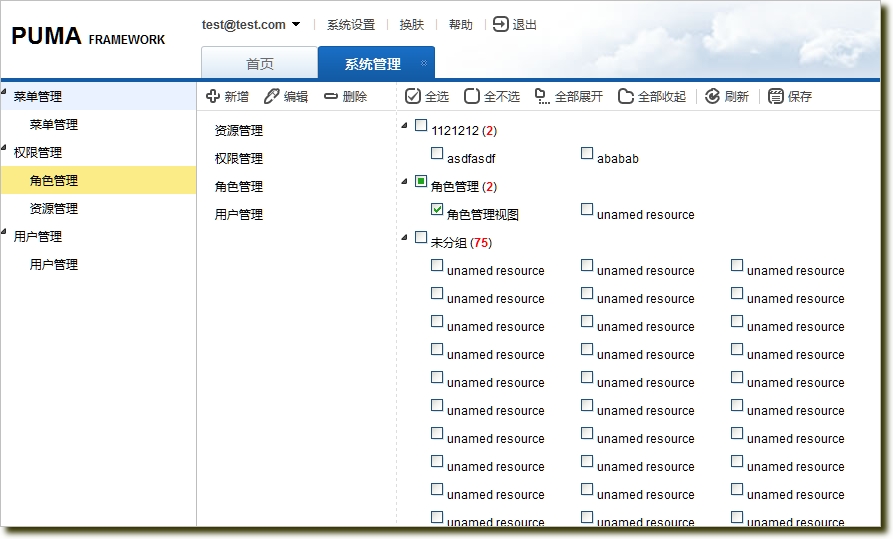 PUMA FRAMEWORK
test@test.com 系统设置 换肤 帮助 退出
首页 系统管理
菜单管理
菜单管理
权限管理
角色管理
资源管理
用户管理
用户管理
新增 编辑 删除
资源管理
权限管理
角色管理
用户管理
全选 全不选 全部展开 全部收起 刷新 保存
1121212 (2)
asdfasdf ababab
角色管理 (2)
角色管理视图 unamed resource
未分组 (75)
unamed resource unamed resource unamed resource
unamed resource unamed resource unamed resource
unamed resource unamed resource unamed resource
unamed resource unamed resource unamed resource
unamed resource unamed resource unamed resource
unamed resource unamed resource unamed resource
unamed resource unamed resource unamed resource
unamed resource unamed resource unamed resource
unamed resource unamed resource unamed resource
unamed resource unamed resource unamed resource